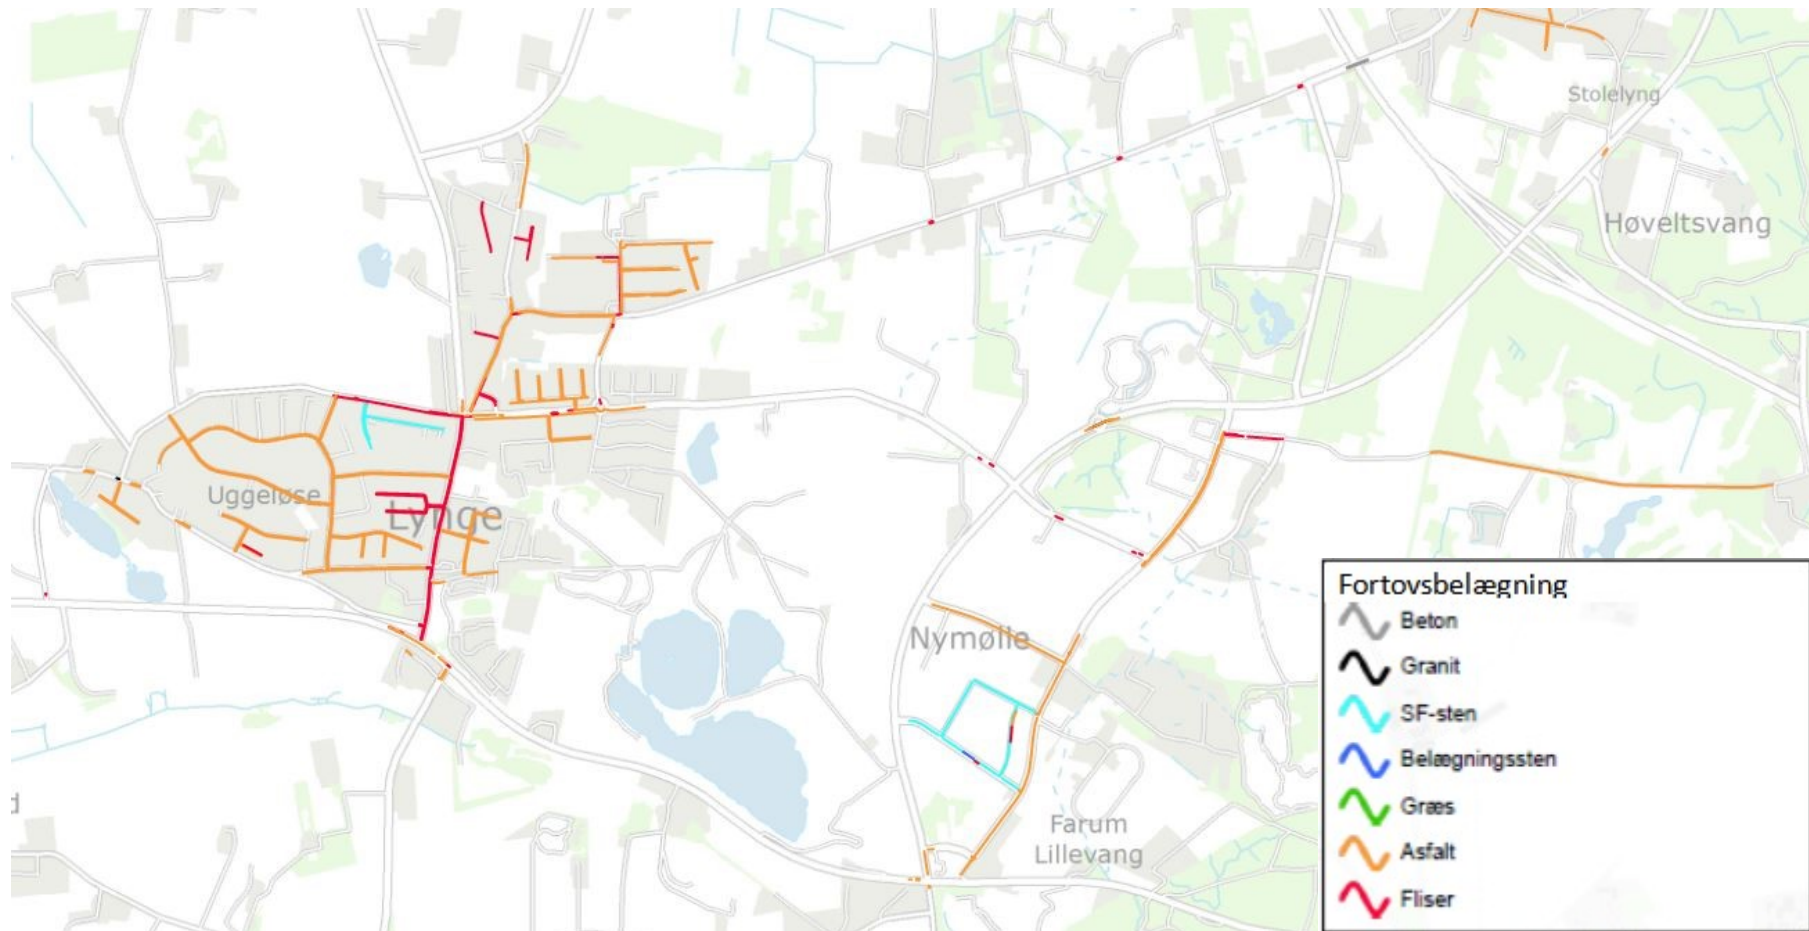 Stolelyng
Høveltsvang
Uggeløse
Lynge
Nymølle
d
Farum
Lillevang
Fortovsbelægning
Beton
Granit
SF-sten
Belægningssten
Græs
Asfalt
Fliser